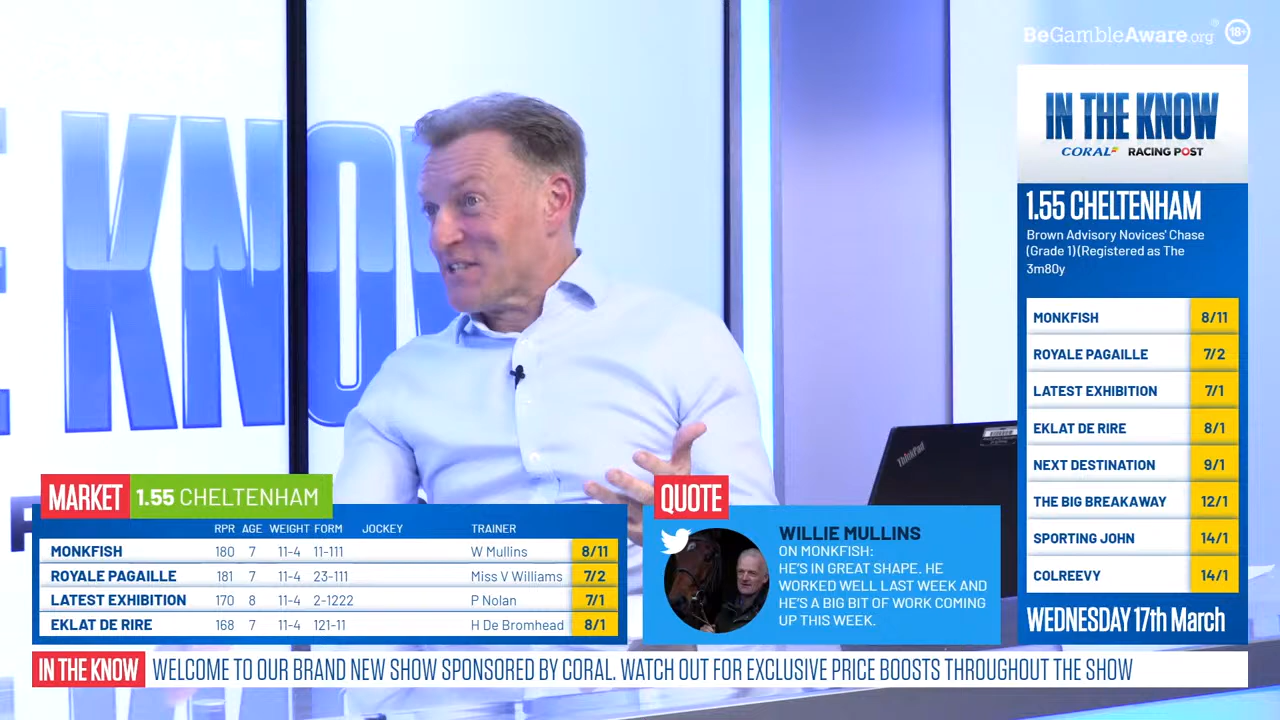 BeGambleAware.org 18+
IN THE KNOW
CORAL RACING POST
1.55 CHELTENHAM
Brown Advisory Novices' Chase
(Grade 1)(Registered as The
3m80y
MONKFISH 8/11
ROYALE PAGAILLE 7/2
LATEST EXHIBITION 7/1
EKLAT DE RIRE 8/1
NEXT DESTINATION 9/1
THE BIG BREAKAWAY 12/1
SPORTING JOHN 14/1
COLREEVY 14/1
WEDNESDAY 17th March
KNOW
ThinkPad
MARKET 1.55 CHELTENHAM
RPR AGE WEIGHT FORM JOCKEY TRAINER
MONKFISH 180 7 11-4 11-111 W Mullins 8/11
ROYALE PAGAILLE 181 7 11-4 23-111 Miss V Williams 7/2
LATEST EXHIBITION 170 8 11-4 2-1222 P Nolan 7/1
EKLAT DE RIRE 168 7 11-4 121-11 H De Bromhead 8/1
QUOTE
WILLIE MULLINS
ON MONKFISH:
HE'S IN GREAT SHAPE. HE
WORKED WELL LAST WEEK AND
HE'S A BIG BIT OF WORK COMING
UP THIS WEEK.
IN THE KNOW WELCOME TO OUR BRAND NEW SHOW SPONSORED BY CORAL. WATCH OUT FOR EXCLUSIVE PRICE BOOSTS THROUGHOUT THE SHOW